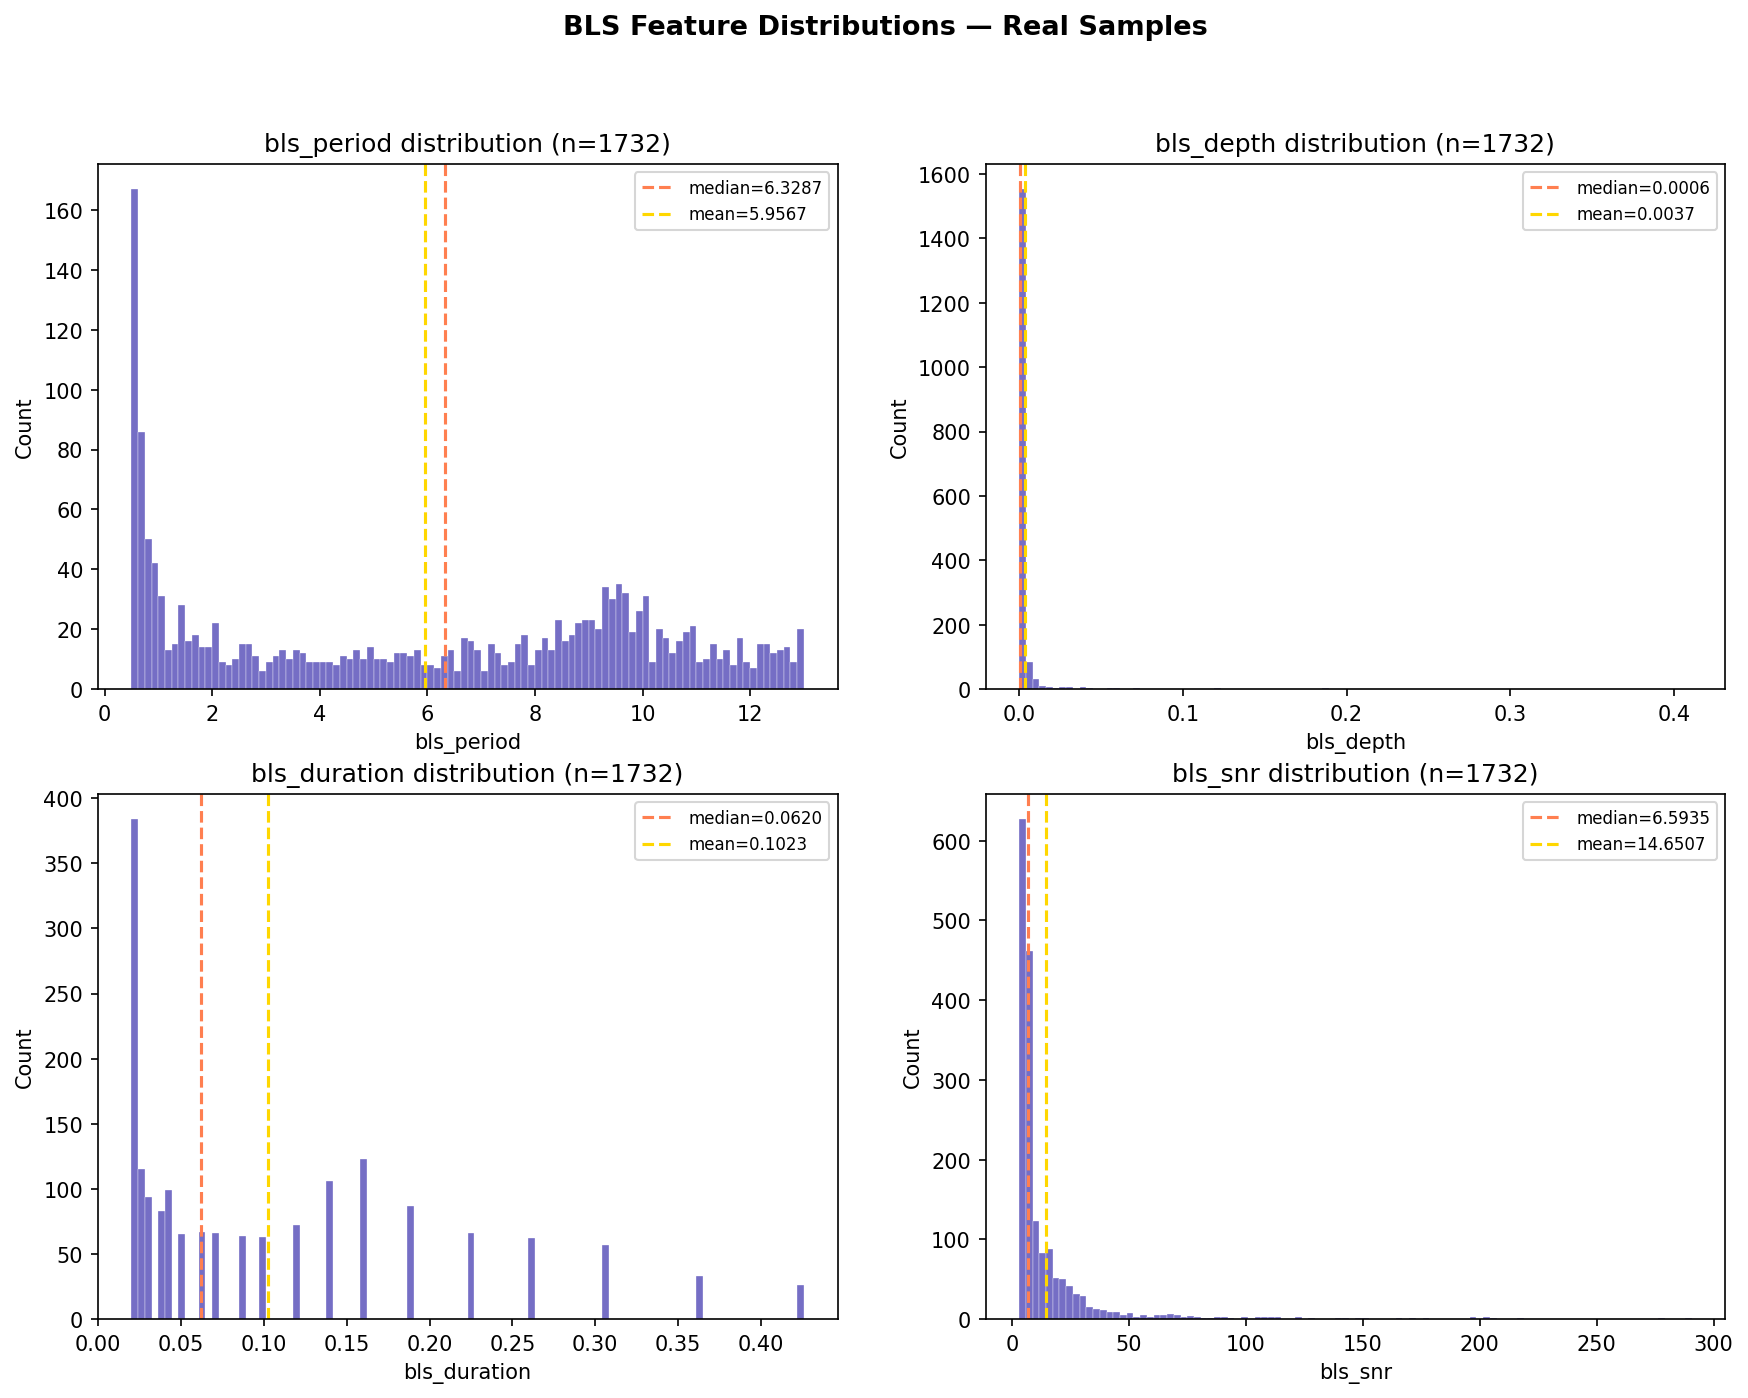 BLS Feature Distributions — Real Samples
bls_period distribution (n=1732)
median=6.3287
mean=5.9567
160
140
120
100
80
60
40
20
0
Count
0 2 4 6 8 10 12
bls_period
bls_depth distribution (n=1732)
median=0.0006
mean=0.0037
1600
1400
1200
1000
800
600
400
200
0
Count
0.0 0.1 0.2 0.3 0.4
bls_depth
bls_duration distribution (n=1732)
median=0.0620
mean=0.1023
400
350
300
250
200
150
100
50
0
Count
0.00 0.05 0.10 0.15 0.20 0.25 0.30 0.35 0.40
bls_duration
bls_snr distribution (n=1732)
median=6.5935
mean=14.6507
600
500
400
300
200
100
0
Count
0 50 100 150 200 250 300
bls_snr